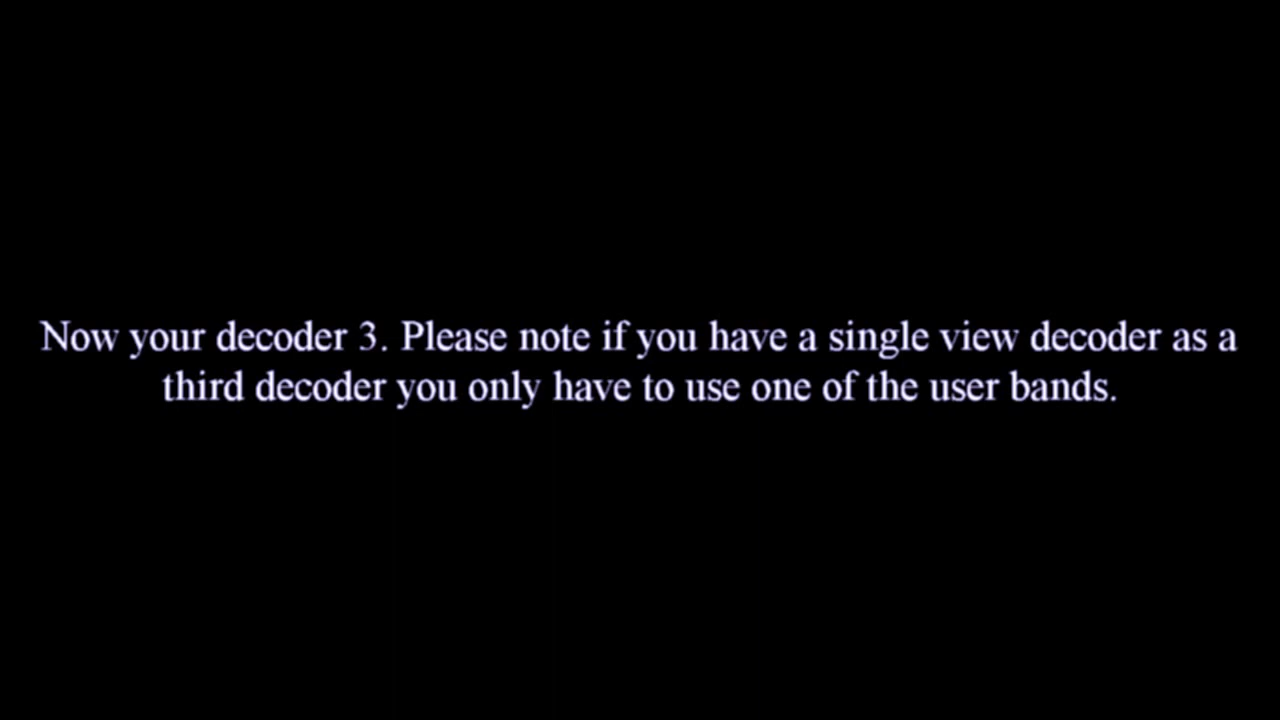 Now your decoder 3. Please note if you have a single view decoder as a
third decoder you only have to use one of the user bands.